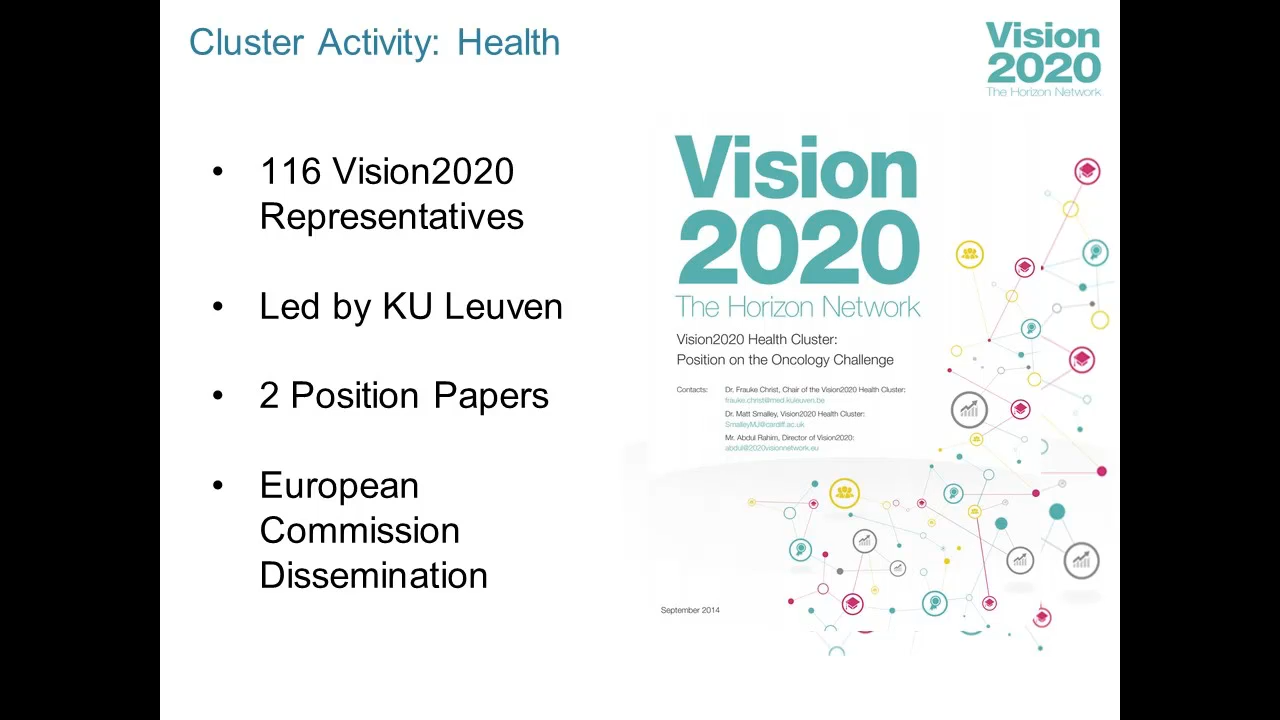 Cluster Activity: Health
Vision
2020
The Horizon Network
• 116 Vision2020
Representatives
• Led by KU Leuven
• 2 Position Papers
• European
Commission
Dissemination
Vision
2020
The Horizon Network
Vision2020 Health Cluster:
Position on the Oncology Challenge
Contacts: Dr. Frauke Christ, Chair of the Vision2020 Health Cluster:
frauke.christ@med.kuleuven.be
Dr. Matt Smalley, Vision2020 Health Cluster:
SmalleyMJ@cardiff.ac.uk
Mr. Abdul Rahim, Director of Vision2020:
abdul@2020visionnetwork.eu
September 2014